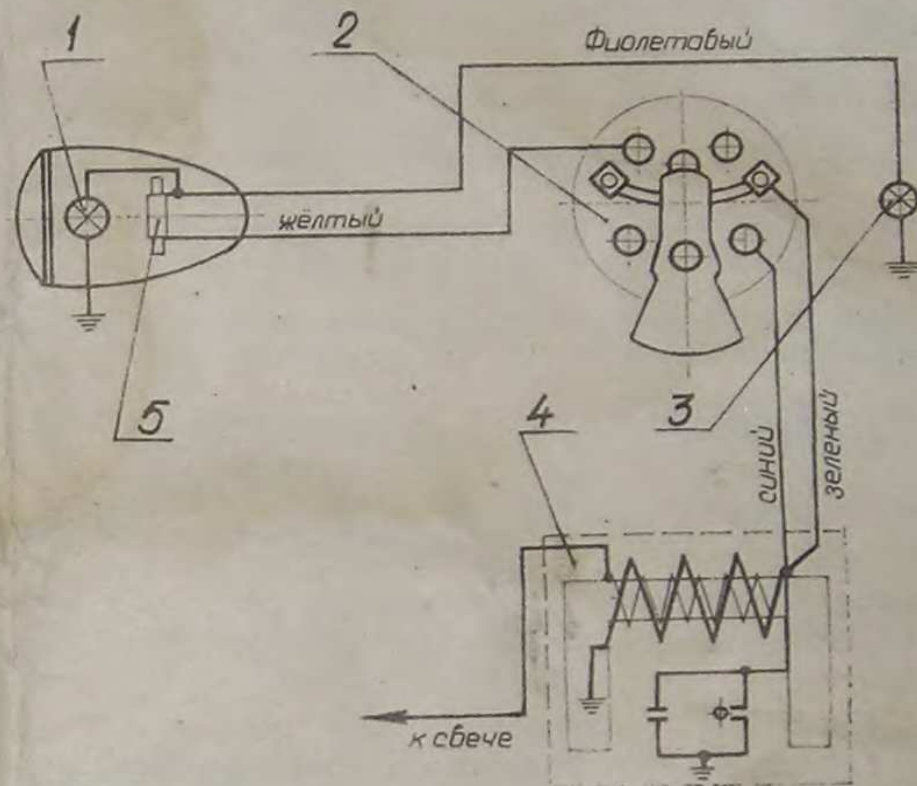 1
2
Фиолетовый
жёлтый
5
4
3
синий
зеленый
к свече